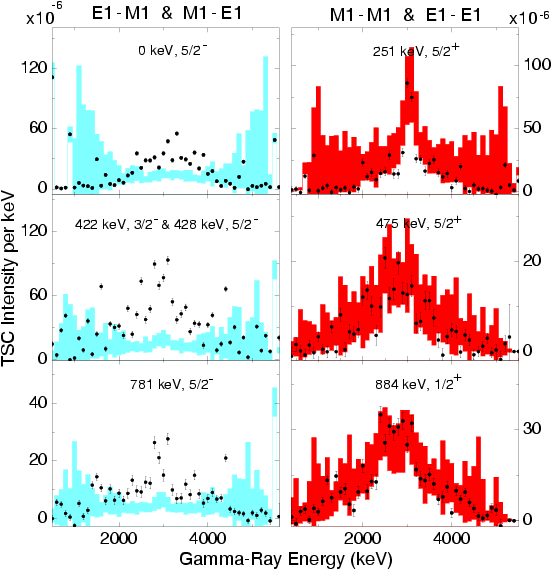 E1-M1 & M1-E1
M1-M1 & E1-E1
x10⁻⁶
x10⁻⁶
0 keV, 5/2⁻
251 keV, 5/2⁺
120
60
0
100
50
0
422 keV, 3/2⁻ & 428 keV, 5/2⁻
475 keV, 5/2⁺
120
60
0
20
0
781 keV, 5/2⁻
884 keV, 1/2⁺
40
20
0
30
0
TSC Intensity per keV
2000
4000
2000
4000
Gamma-Ray Energy (keV)